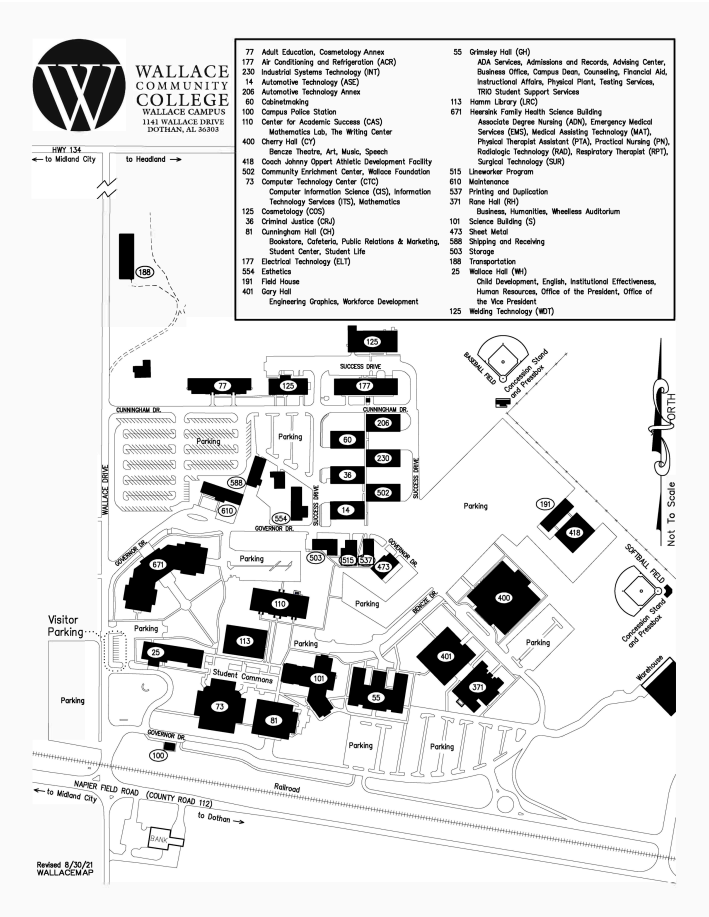 WALLACE
COMMUNITY
COLLEGE
WALLACE CAMPUS
1141 WALLACE DRIVE
DOTHAN, AL 36303
77 Adult Education, Cosmetology Annex
177 Air Conditioning and Refrigeration (ACR)
230 Industrial Systems Technology (INT)
14 Automotive Technology (ASE)
206 Automotive Technology Annex
60 Cabinetmaking
100 Campus Police Station
110 Center for Academic Success (CAS)
Mathematics Lab, The Writing Center
400 Cherry Hall (CY)
Bencze Theatre, Art, Music, Speech
418 Coach Johnny Oppert Athletic Development Facility
502 Community Enrichment Center, Wallace Foundation
73 Computer Technology Center (CTC)
Computer Information Science (CIS), Information
Technology Services (ITS), Mathematics
125 Cosmetology (COS)
36 Criminal Justice (CRJ)
81 Cunningham Hall (CH)
Bookstore, Cafeteria, Public Relations & Marketing,
Student Center, Student Life
177 Electrical Technology (ELT)
554 Esthetics
191 Field House
401 Gary Hall
Engineering Graphics, Workforce Development
55 Grimsley Hall (GH)
ADA Services, Admissions and Records, Advising Center,
Business Office, Campus Dean, Counseling, Financial Aid,
Instructional Affairs, Physical Plant, Testing Services,
TRIO Student Support Services
113 Hamm Library (LRC)
671 Heersink Family Health Science Building
Associate Degree Nursing (ADN), Emergency Medical
Services (EMS), Medical Assisting Technology (MAT),
Physical Therapist Assistant (PTA), Practical Nursing (PN),
Radiologic Technology (RAD), Respiratory Therapist (RPT),
Surgical Technology (SUR)
515 Lineworker Program
610 Maintenance
537 Printing and Duplication
371 Rane Hall (RH)
Business, Humanities, Wheelless Auditorium
101 Science Building (S)
473 Sheet Metal
588 Shipping and Receiving
503 Storage
188 Transportation
25 Wallace Hall (WH)
Child Development, English, Institutional Effectiveness,
Human Resources, Office of the President, Office of
the Vice President
125 Welding Technology (WDT)
HWY 134
to Midland City
to Headland
188
125
SUCCESS DRIVE
77
125
177
BASEBALL FIELD
Concession Stand
and Pressbox
NORTH
Not To Scale
CUNNINGHAM DR.
CUNNINGHAM DR.
206
60
Parking
Parking
230
36
588
502
WALLACE DRIVE
SUCCESS DRIVE
SUCCESS DRIVE
610
554
14
Parking
191
418
GOVERNOR DR.
GOVERNOR DR.
GOVERNOR DR.
503
515
537
473
Parking
671
SOFTBALL FIELD
Concession Stand
and Pressbox
BENCZE DR.
400
110
Parking
Visitor
Parking
Parking
113
Parking
Parking
25
401
Student Commons
101
371
Warehouse
Parking
73
55
81
GOVERNOR DR.
100
Parking
Parking
Railroad
NAPIER FIELD ROAD (COUNTY ROAD 112)
to Midland City
to Dothan
BANK
Revised 8/30/21
WALLACEMAP